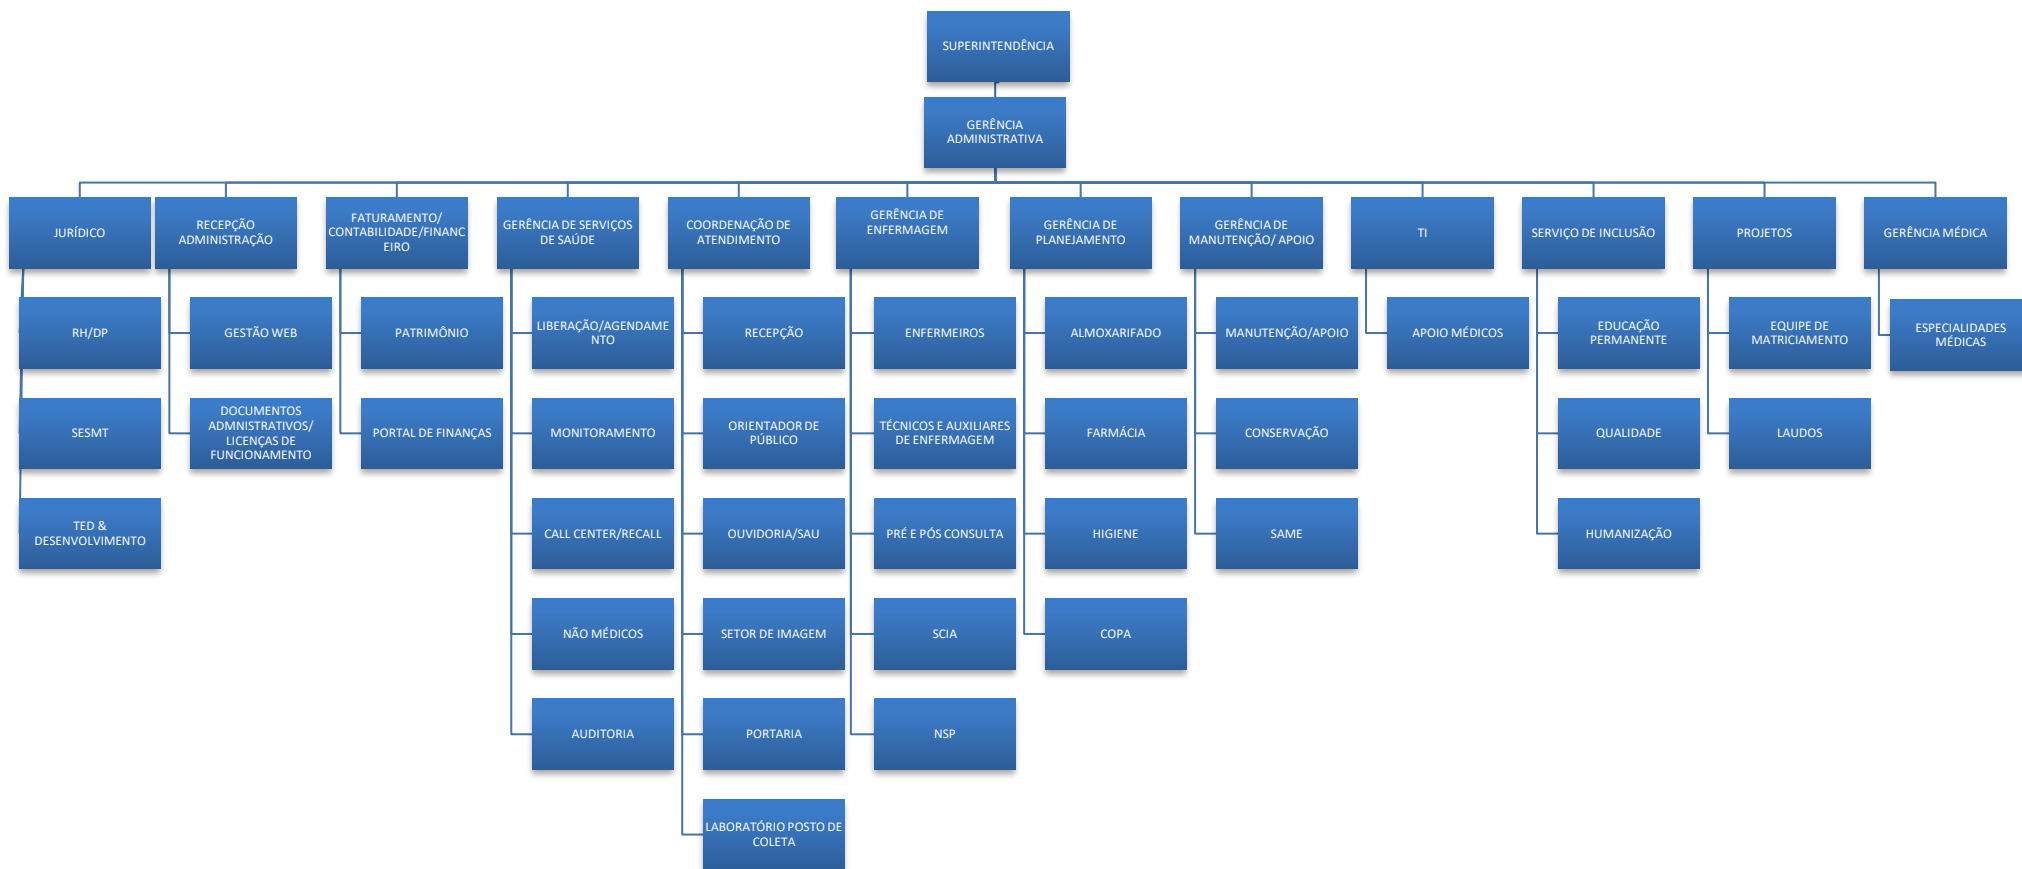 SUPERINTENDÊNCIA
GERÊNCIA
ADMINISTRATIVA
JURÍDICO
RECEPÇÃO
ADMINISTRAÇÃO
FATURAMENTO/
CONTABILIDADE/FINANC
EIRO
GERÊNCIA DE SERVIÇOS
DE SAÚDE
COORDENAÇÃO DE
ATENDIMENTO
GERÊNCIA DE
ENFERMAGEM
GERÊNCIA DE
PLANEJAMENTO
GERÊNCIA DE
MANUTENÇÃO/ APOIO
TI
SERVIÇO DE INCLUSÃO
PROJETOS
GERÊNCIA MÉDICA
RH/DP
GESTÃO WEB
PATRIMÔNIO
LIBERAÇÃO/AGENDAME
NTO
RECEPÇÃO
ENFERMEIROS
ALMOXARIFADO
MANUTENÇÃO/APOIO
APOIO MÉDICOS
EDUCAÇÃO
PERMANENTE
EQUIPE DE
MATRICIAMENTO
ESPECIALIDADES
MÉDICAS
SESMT
DOCUMENTOS
ADMNISTRATIVOS/
LICENÇAS DE
FUNCIONAMENTO
PORTAL DE FINANÇAS
MONITORAMENTO
ORIENTADOR DE
PÚBLICO
TÉCNICOS E AUXILIARES
DE ENFERMAGEM
FARMÁCIA
CONSERVAÇÃO
QUALIDADE
LAUDOS
TED &
DESENVOLVIMENTO
CALL CENTER/RECALL
OUVIDORIA/SAU
PRÉ E PÓS CONSULTA
HIGIENE
SAME
HUMANIZAÇÃO
NÃO MÉDICOS
SETOR DE IMAGEM
SCIA
COPA
AUDITORIA
PORTARIA
NSP
LABORATÓRIO POSTO DE
COLETA